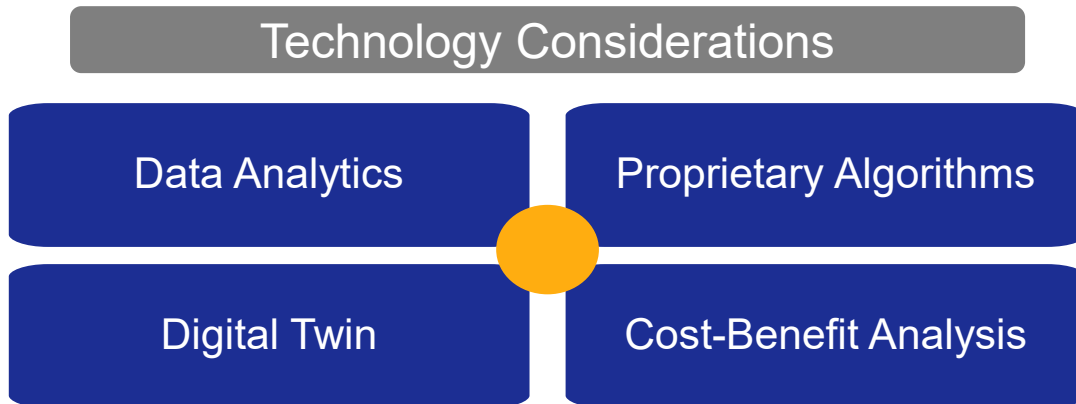 Technology Considerations
Data Analytics
Proprietary Algorithms
Digital Twin
Cost-Benefit Analysis